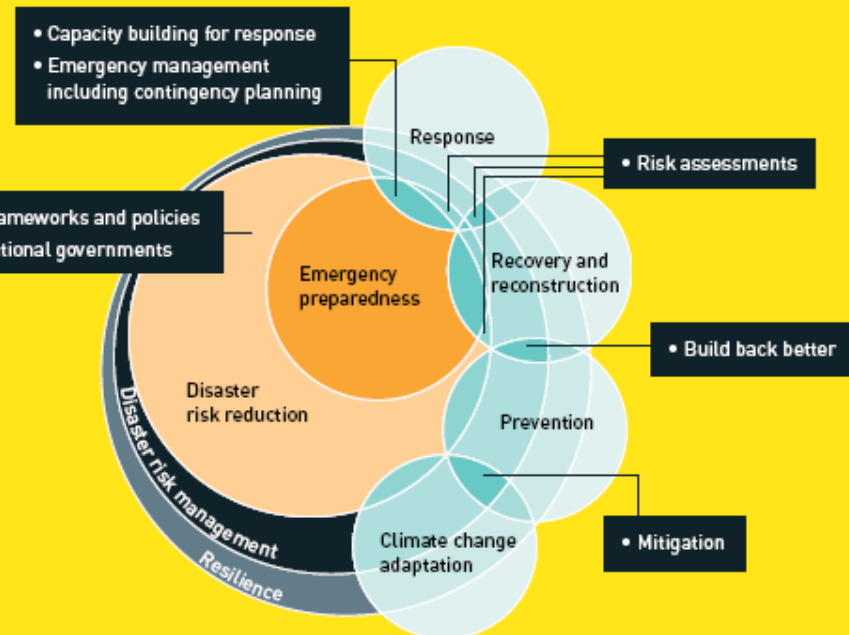 • Capacity building for response
• Emergency management
including contingency planning
Response
• Risk assessments
ameworks and policies
tional governments
Emergency
preparedness
Recovery and
reconstruction
• Build back better
Disaster
risk reduction
Prevention
Disaster risk management
Resilience
Climate change
adaptation
• Mitigation